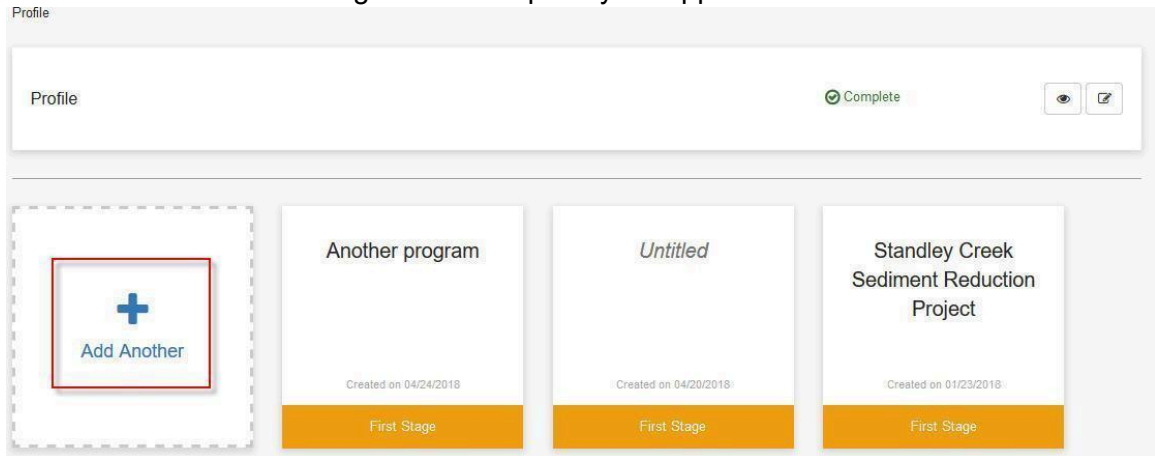 Profile
Profile
Complete
Add Another
Another program
Created on 04/24/2018
First Stage
Untitled
Created on 04/20/2018
First Stage
Standley Creek
Sediment Reduction
Project
Created on 01/23/2018
First Stage